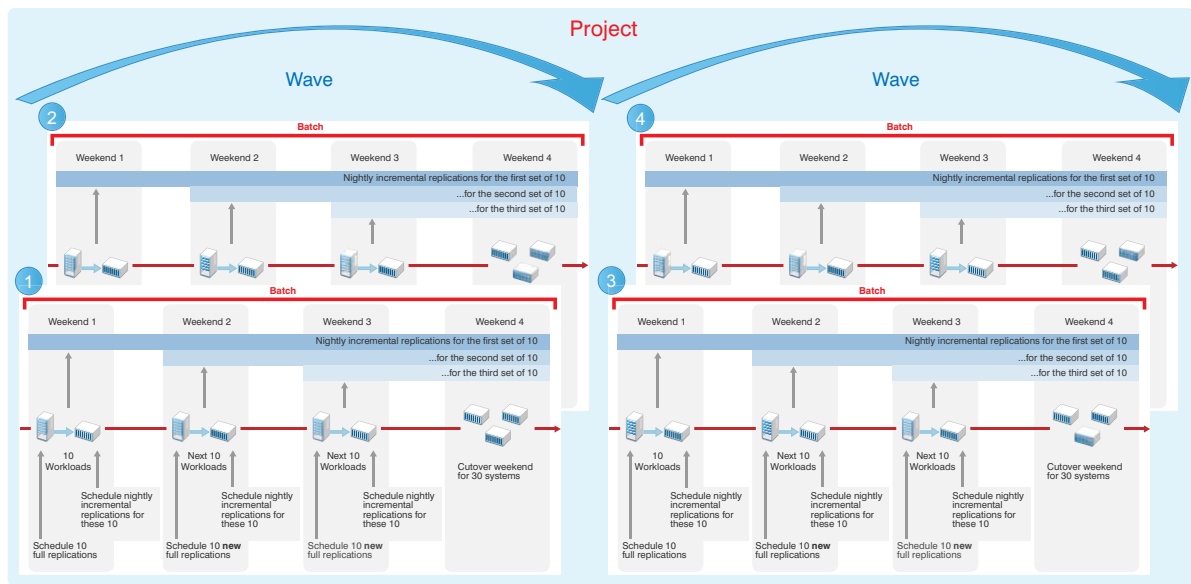 Project
Wave
Wave
2
Batch
Weekend 1
Weekend 2
Weekend 3
Weekend 4
Nightly incremental replications for the first set of 10
...for the second set of 10
...for the third set of 10
4
Batch
Weekend 1
Weekend 2
Weekend 3
Weekend 4
Nightly incremental replications for the first set of 10
...for the second set of 10
...for the third set of 10
1
Batch
Weekend 1
Weekend 2
Weekend 3
Weekend 4
Nightly incremental replications for the first set of 10
...for the second set of 10
...for the third set of 10
10
Workloads
Next 10
Workloads
Next 10
Workloads
Cutover weekend
for 30 systems
Schedule nightly
incremental
replications for
these 10
Schedule nightly
incremental
replications for
these 10
Schedule nightly
incremental
replications for
these 10
Schedule 10
full replications
Schedule 10 new
full replications
Schedule 10 new
full replications
3
Batch
Weekend 1
Weekend 2
Weekend 3
Weekend 4
Nightly incremental replications for the first set of 10
...for the second set of 10
...for the third set of 10
10
Workloads
Next 10
Workloads
Next 10
Workloads
Cutover weekend
for 30 systems
Schedule nightly
incremental
replications for
these 10
Schedule nightly
incremental
replications for
these 10
Schedule nightly
incremental
replications for
these 10
Schedule 10
full replications
Schedule 10 new
full replications
Schedule 10 new
full replications